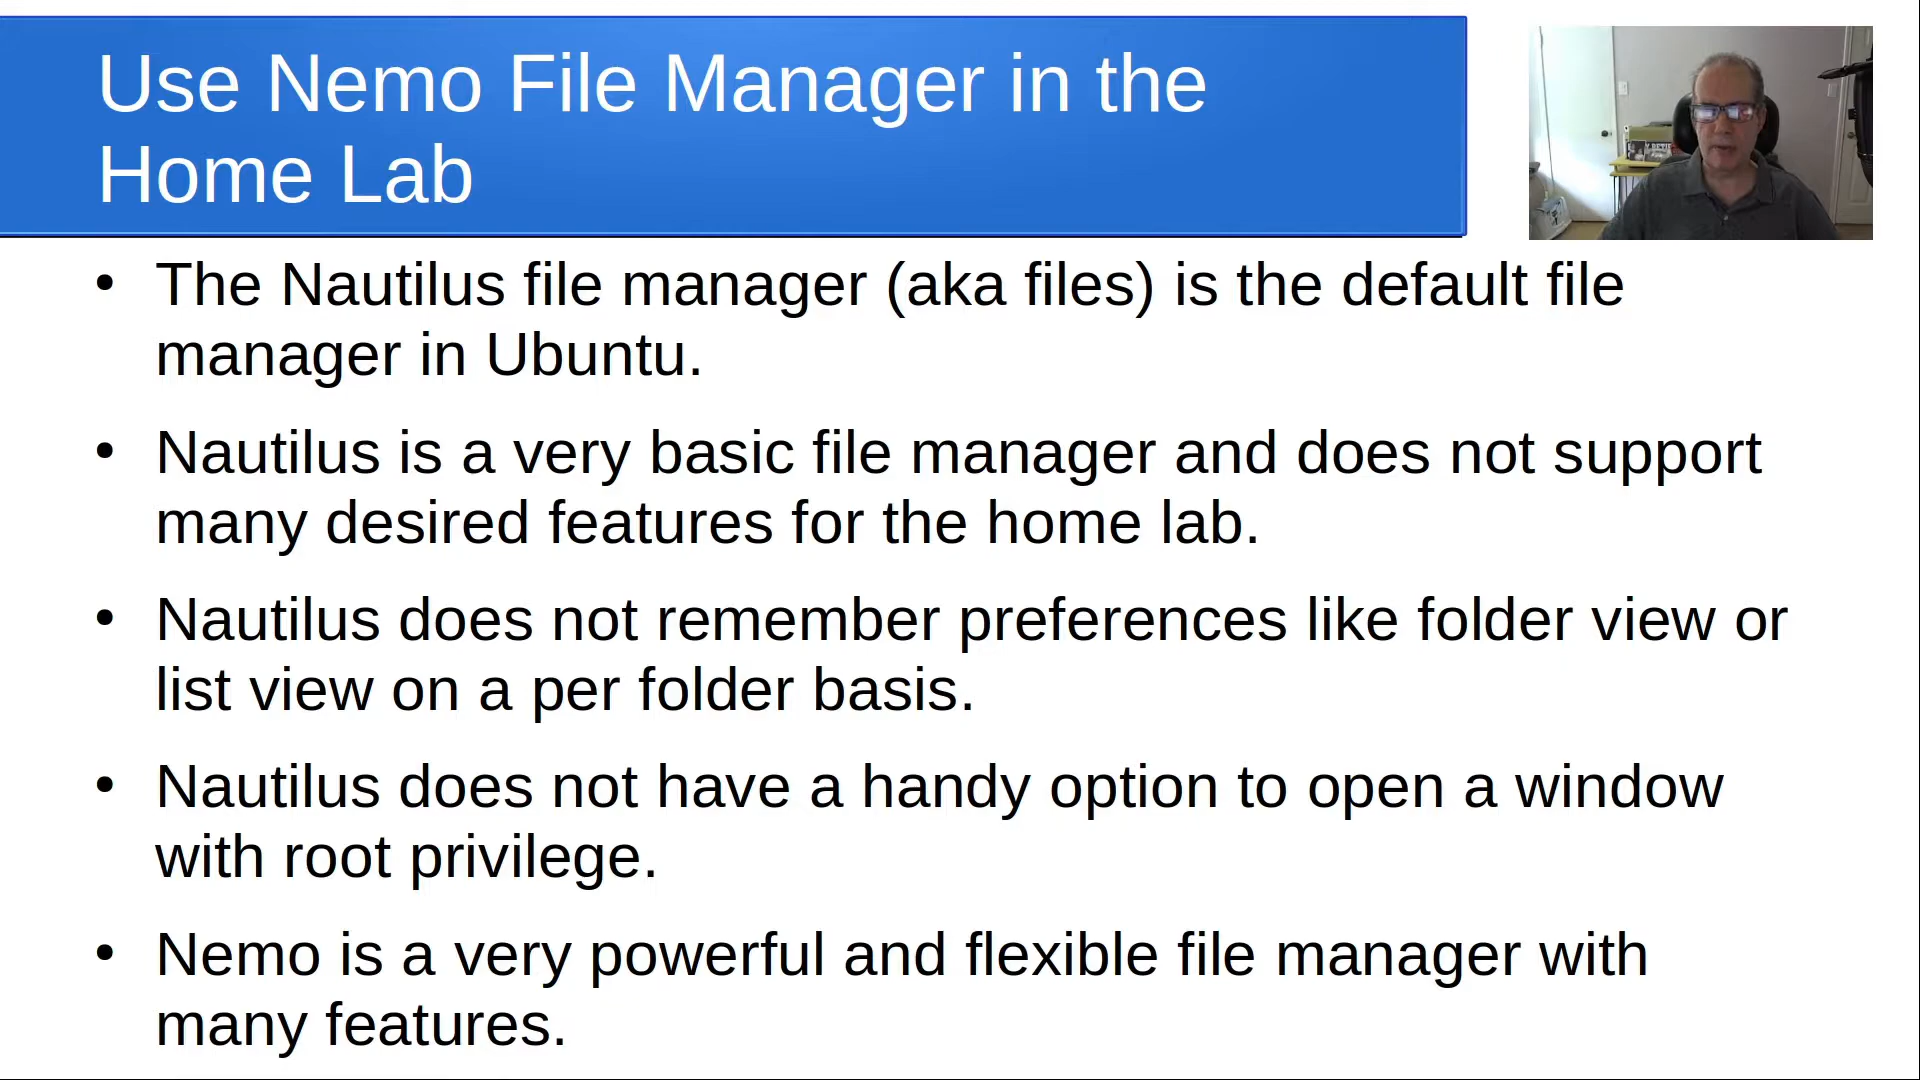 Use Nemo File Manager in the
Home Lab
• The Nautilus file manager (aka files) is the default file
manager in Ubuntu.
• Nautilus is a very basic file manager and does not support
many desired features for the home lab.
• Nautilus does not remember preferences like folder view or
list view on a per folder basis.
• Nautilus does not have a handy option to open a window
with root privilege.
• Nemo is a very powerful and flexible file manager with
many features.